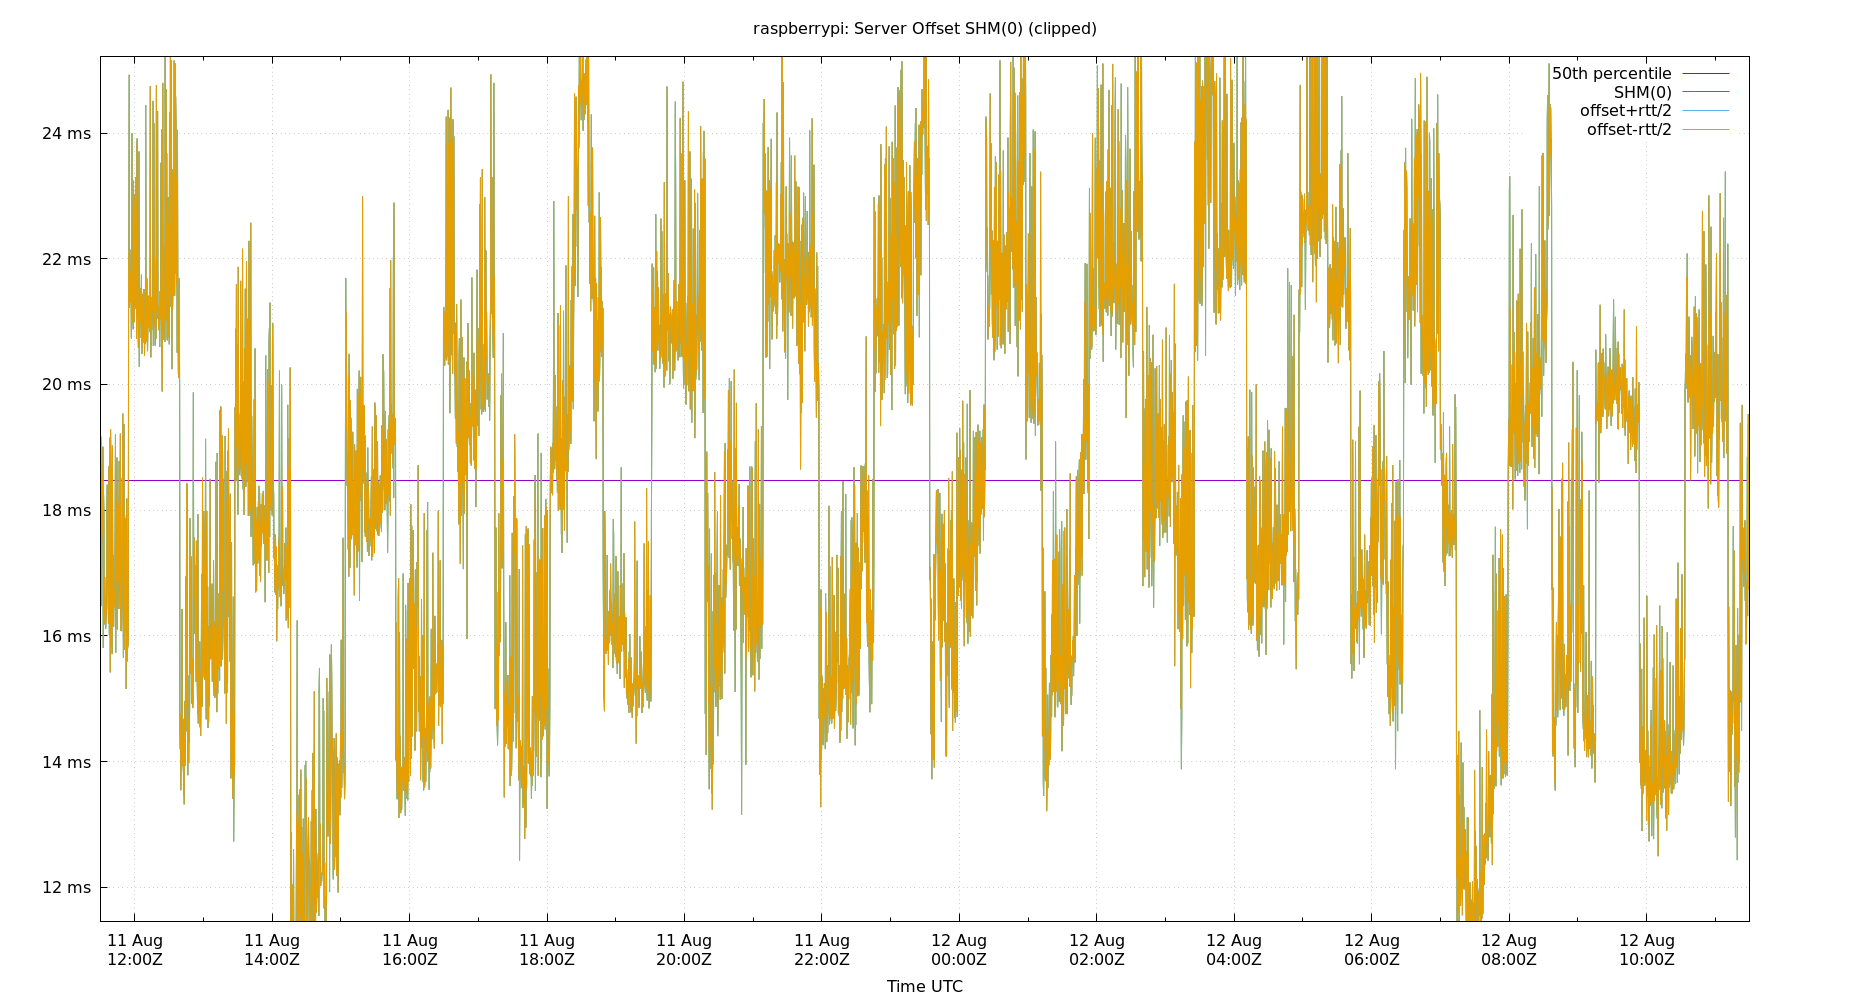 raspberrypi: Server Offset SHM(0) (clipped)
50th percentile
SHM(0)
offset+rtt/2
offset-rtt/2
24 ms
22 ms
20 ms
18 ms
16 ms
14 ms
12 ms
11 Aug 11 Aug 11 Aug 11 Aug 11 Aug 11 Aug 12 Aug 12 Aug 12 Aug 12 Aug 12 Aug 12 Aug
12:00Z 14:00Z 16:00Z 18:00Z 20:00Z 22:00Z 00:00Z 02:00Z 04:00Z 06:00Z 08:00Z 10:00Z
Time UTC